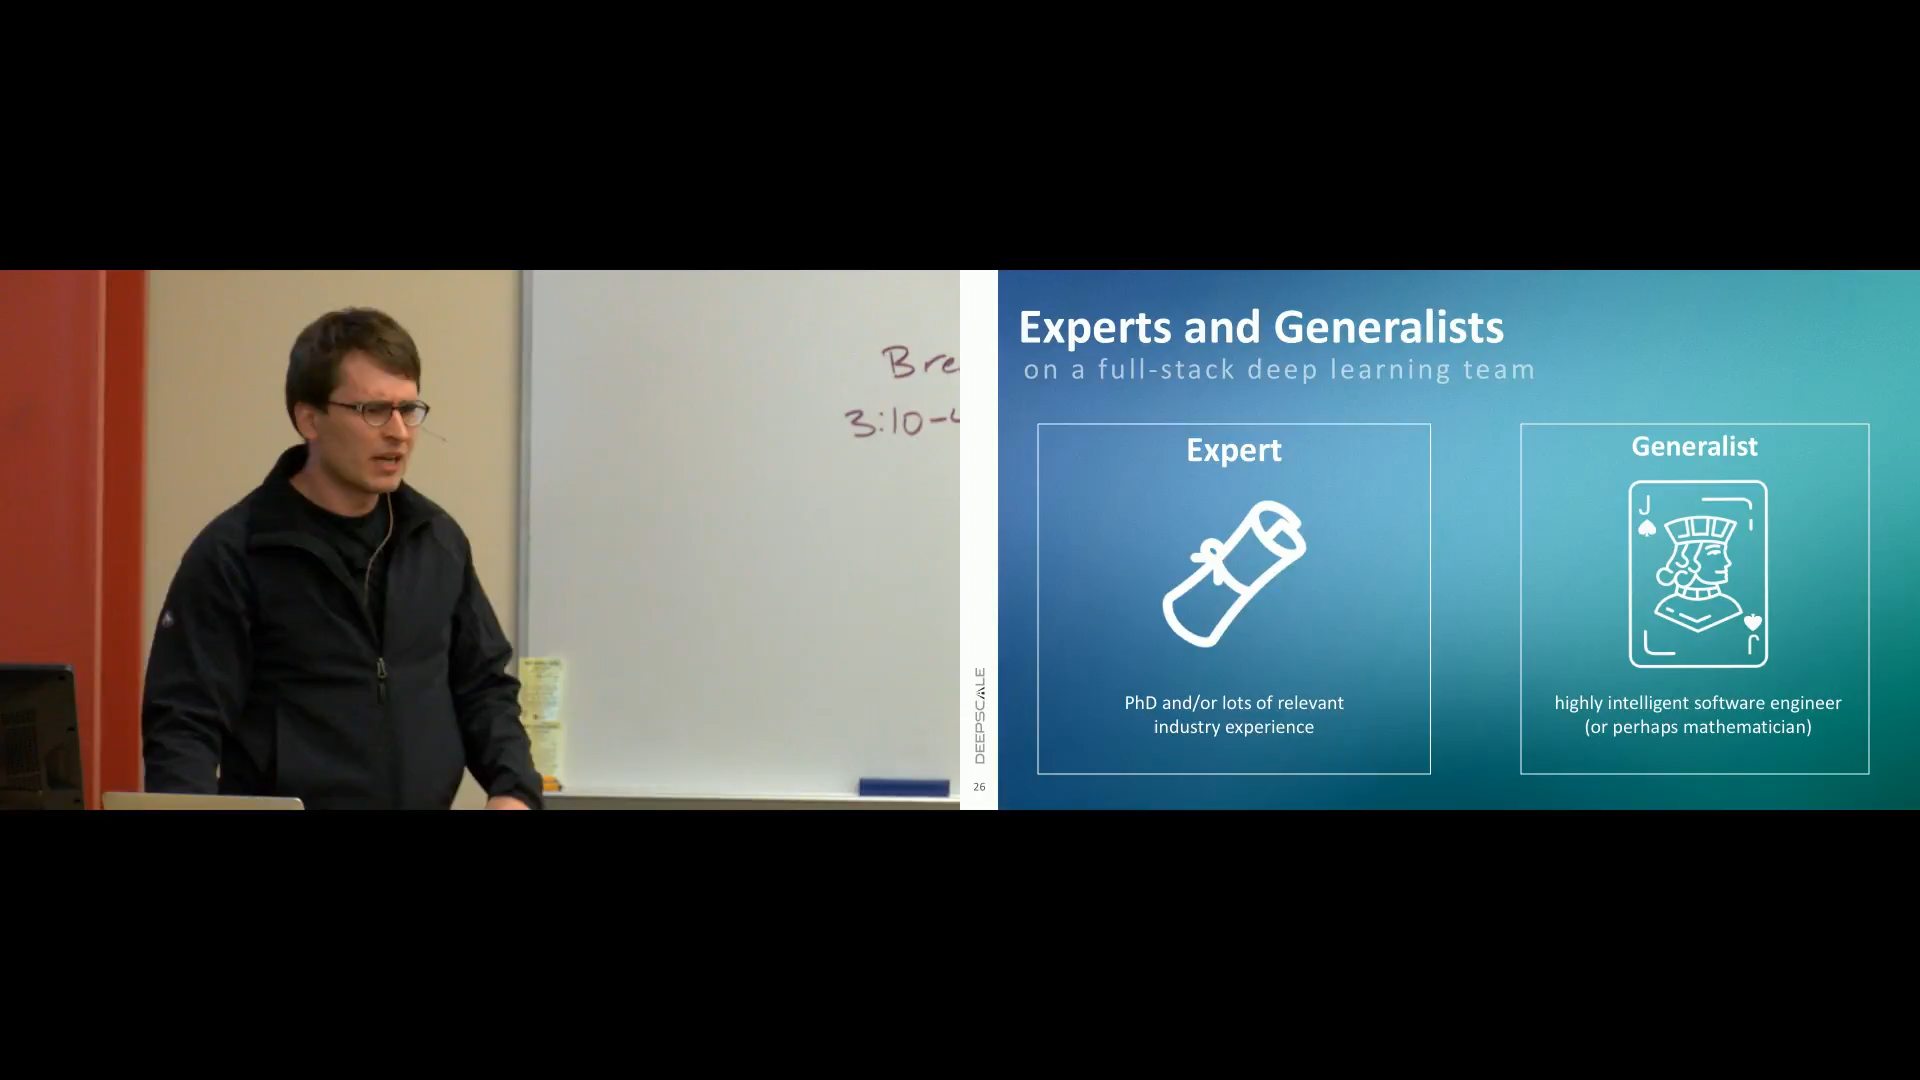 3:10-
DEEPSCALE
26
Experts and Generalists
on a full-stack deep learning team
Expert
PhD and/or lots of relevant
industry experience
Generalist
J
J
highly intelligent software engineer
(or perhaps mathematician)